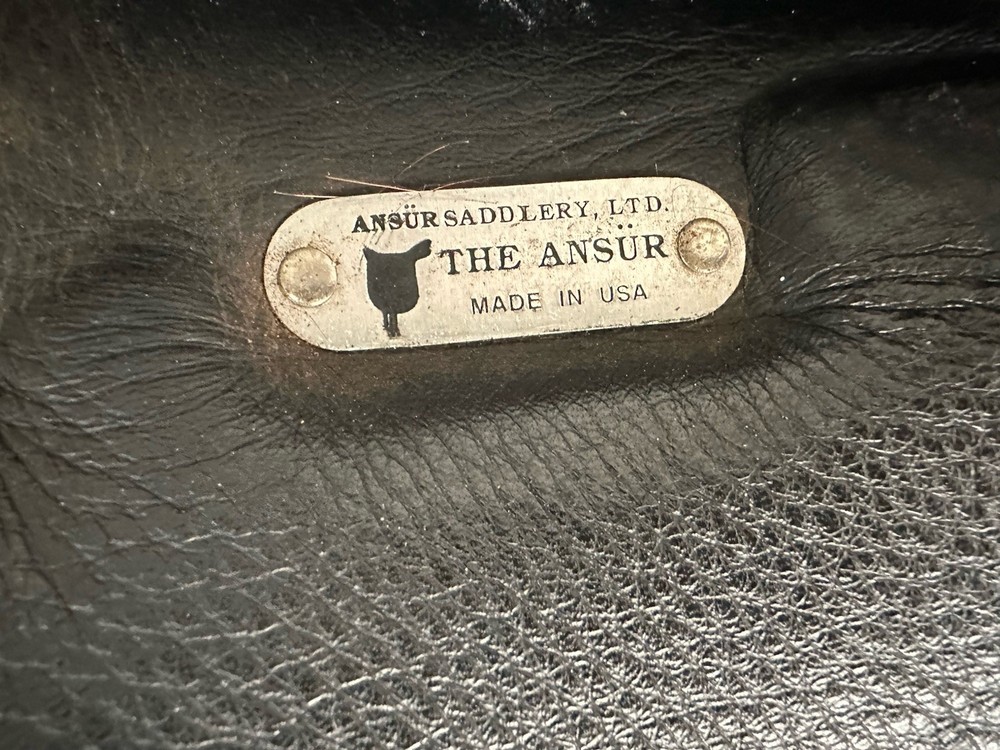 ANSÜR SADDLERY, LTD.
THE ANSÜR
MADE IN USA